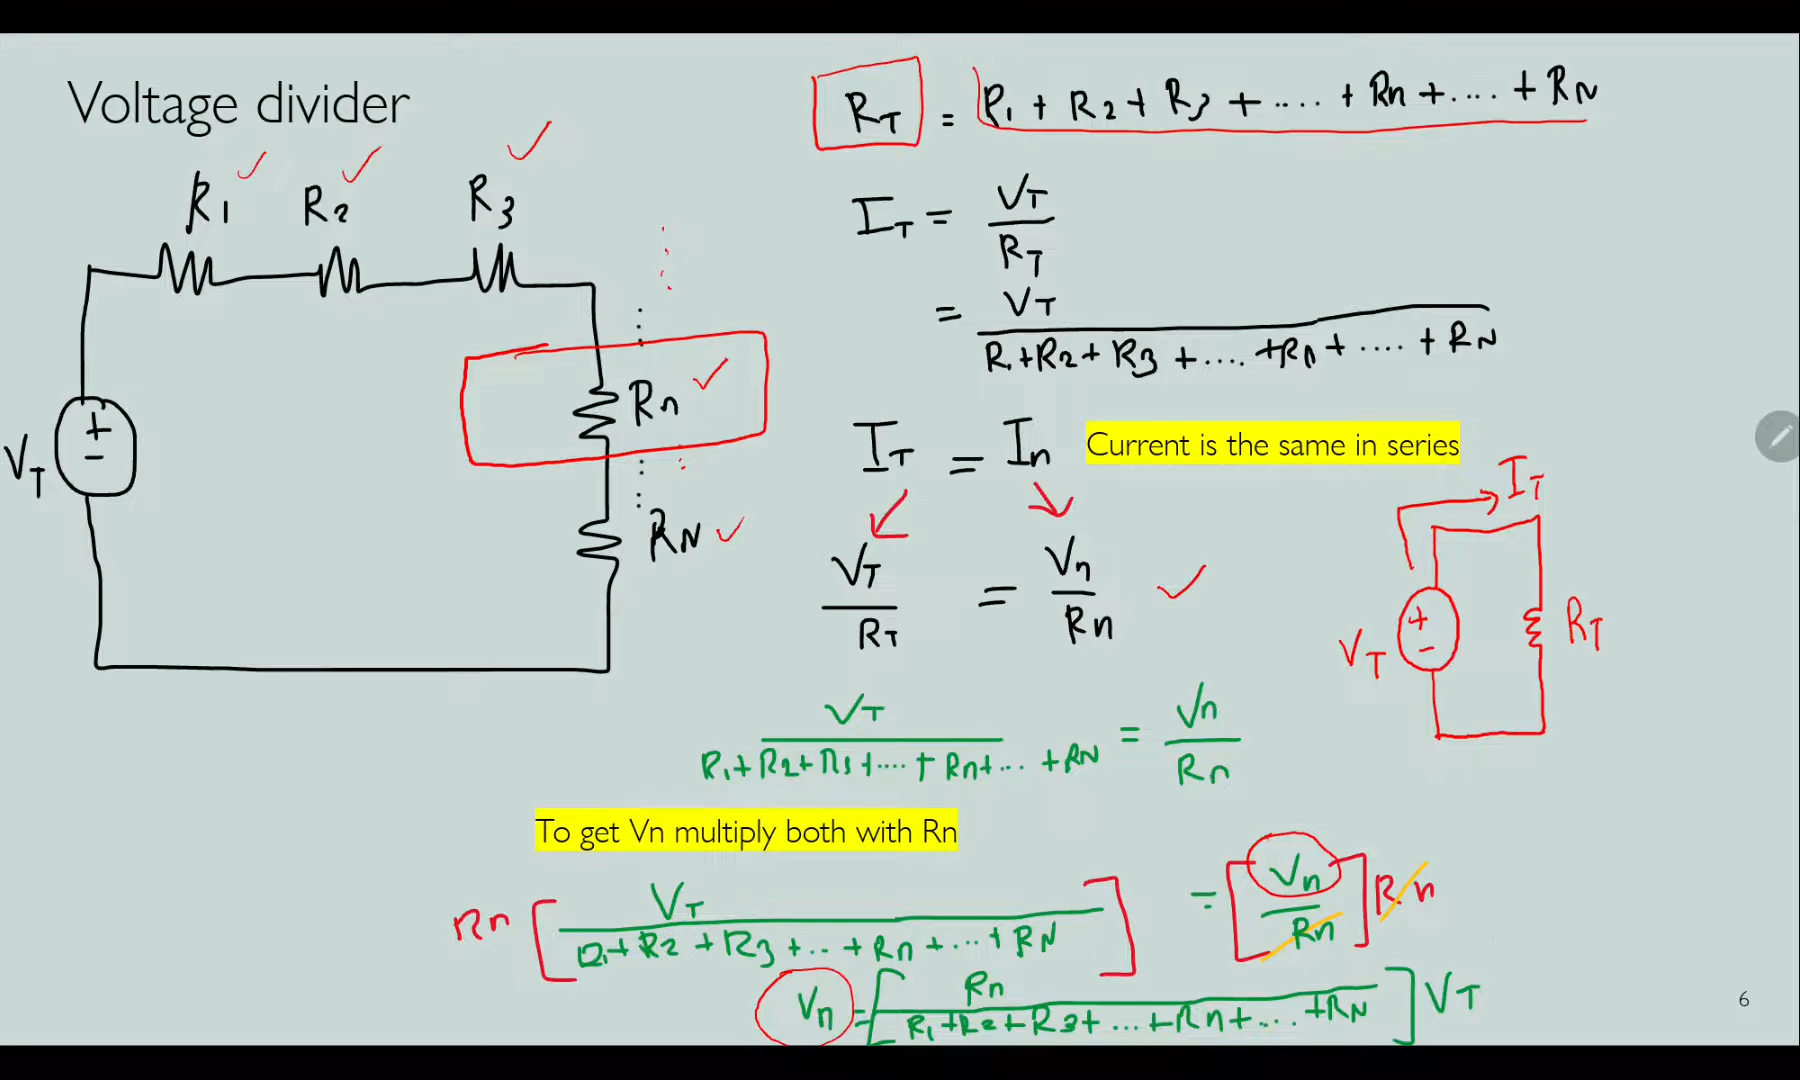 Voltage divider
R1 R2 R3
Rn
RN
VT
+
-
RT = R1 + R2 + R3 + .... + Rn + .... + RN
IT = VT / RT
= VT / R1 + R2 + R3 + .... + Rn + .... + RN
IT = In Current is the same in series
VT / RT = Vn / Rn
IT
VT
+
-
RT
VT / R1 + R2 + R3 + .... + Rn + ... + RN = Vn / Rn
To get Vn multiply both with Rn
Rn [ VT / R1 + R2 + R3 + .. + Rn + ... + RN ] = [ Vn / Rn ] Rn
Vn = [ Rn / R1 + R2 + R3 + ... + Rn + ... + RN ] VT
6